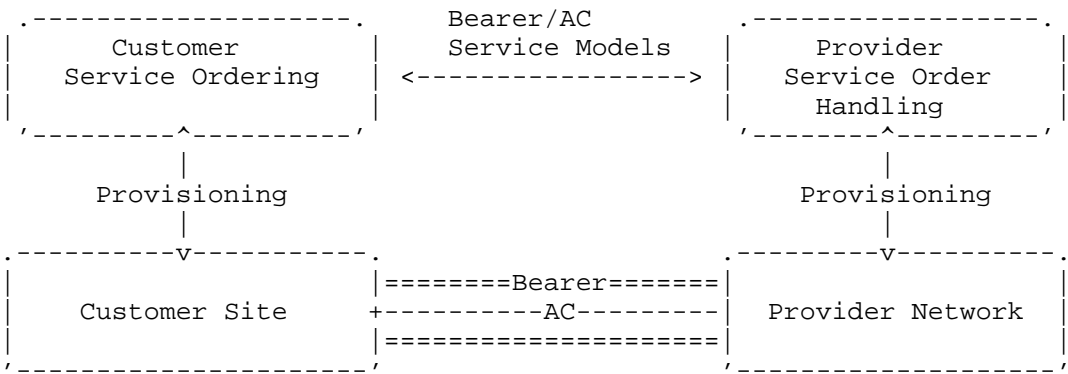 Bearer/AC
Customer Service Models Provider
Service Ordering <-----------------> Service Order
Handling
Provisioning Provisioning
========Bearer=======
Customer Site +----------AC--------- Provider Network